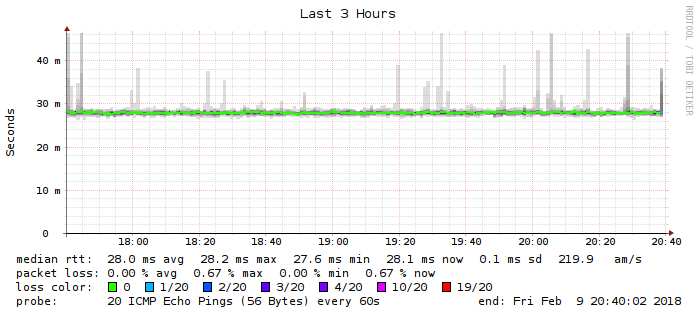 Last 3 Hours
RRDTOOL / TOBI OETIKER
Seconds
40 m
30 m
20 m
10 m
0
18:00 18:20 18:40 19:00 19:20 19:40 20:00 20:20 20:40
median rtt: 28.0 ms avg 28.2 ms max 27.6 ms min 28.1 ms now 0.1 ms sd 219.9 am/s
packet loss: 0.00 % avg 0.67 % max 0.00 % min 0.67 % now
loss color: 0 1/20 2/20 3/20 4/20 10/20 19/20
probe: 20 ICMP Echo Pings (56 Bytes) every 60s end: Fri Feb 9 20:40:02 2018